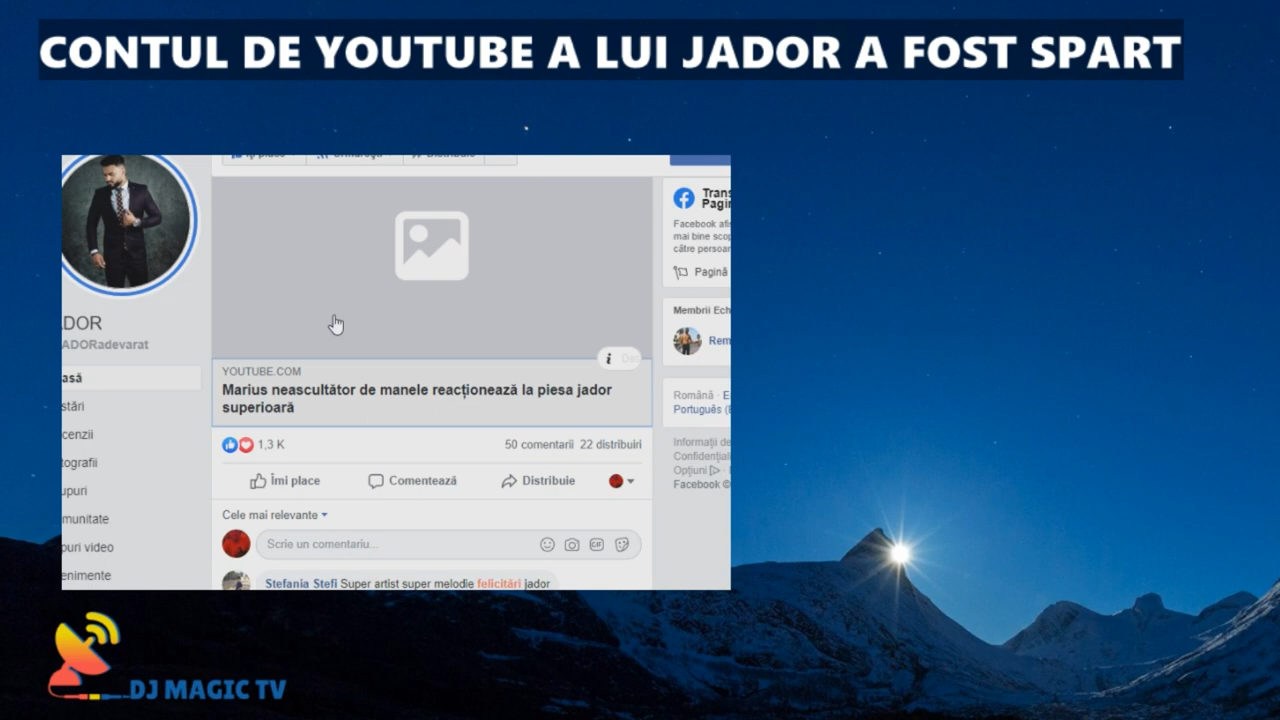 CONTUL DE YOUTUBE A LUI JADOR A FOST SPART
Distribuie
ADOR
ADORadevarat
asă
stări
cenzii
tografii
upuri
munitate
puri video
enimente
YOUTUBE.COM
Marius neascultător de manele reacționează la piesa jador
superioară
1,3 K
50 comentarii 22 distribuiri
Îmi place
Comentează
Distribuie
Cele mai relevante
Scrie un comentariu...
GIF
Stefania Stefi Super artist super melodie felicitări jador
Trans
Pagin
Facebook afi
mai bine scop
către persoan
Pagină
Membrii Ech
Rem
Română · E
Português (B
Informații de
Confidențial
Opțiuni
Facebook ©
DJ MAGIC TV